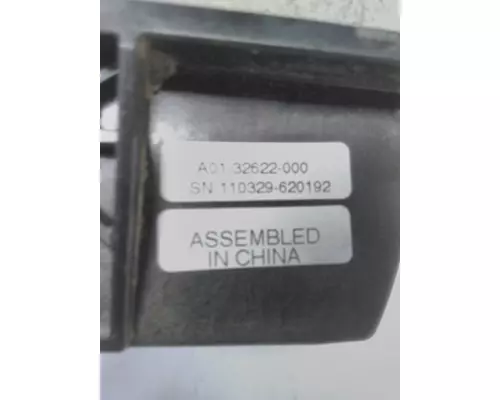 A01 32622-000
SN 110329-620192
ASSEMBLED
IN CHINA